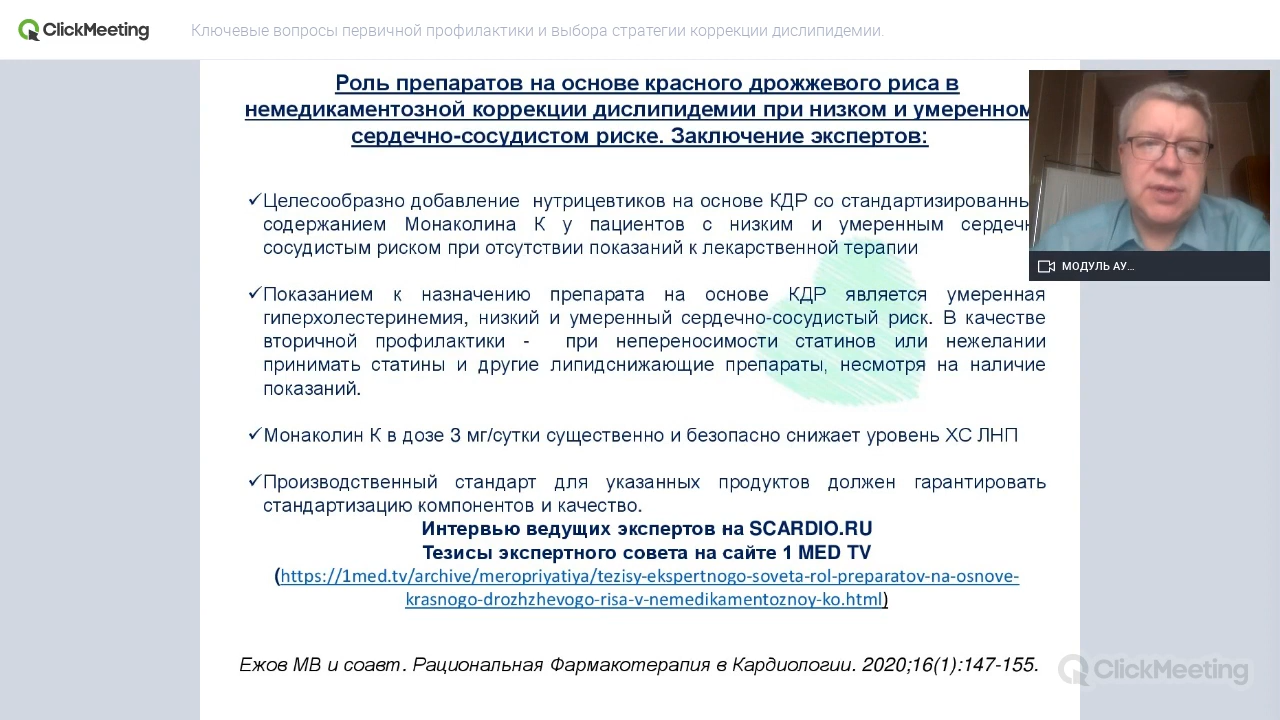 ClickMeeting
Ключевые вопросы первичной профилактики и выбора стратегии коррекции дислипидемии.
Роль препаратов на основе красного дрожжевого риса в
немедикаментозной коррекции дислипидемии при низком и умеренном
сердечно-сосудистом риске. Заключение экспертов:
✓Целесообразно добавление нутрицевтиков на основе КДР со стандартизированны
содержанием Монаколина К у пациентов с низким и умеренным сердечн
сосудистым риском при отсутствии показаний к лекарственной терапии
✓Показанием к назначению препарата на основе КДР является умеренная
гиперхолестеринемия, низкий и умеренный сердечно-сосудистый риск. В качестве
вторичной профилактики - при непереносимости статинов или нежелании
принимать статины и другие липидснижающие препараты, несмотря на наличие
показаний.
✓Монаколин К в дозе 3 мг/сутки существенно и безопасно снижает уровень ХС ЛНП
✓Производственный стандарт для указанных продуктов должен гарантировать
стандартизацию компонентов и качество.
Интервью ведущих экспертов на SCARDIO.RU
Тезисы экспертного совета на сайте 1 MED TV
(https://1med.tv/archive/meropriyatiya/tezisy-ekspertnogo-soveta-rol-preparatov-na-osnove-
krasnogo-drozhzhevogo-risa-v-nemedikamentoznoy-ko.html)
Ежов МВ и соавт. Рациональная Фармакотерапия в Кардиологии. 2020;16(1):147-155.
МОДУЛЬ АУ...
ClickMeeting